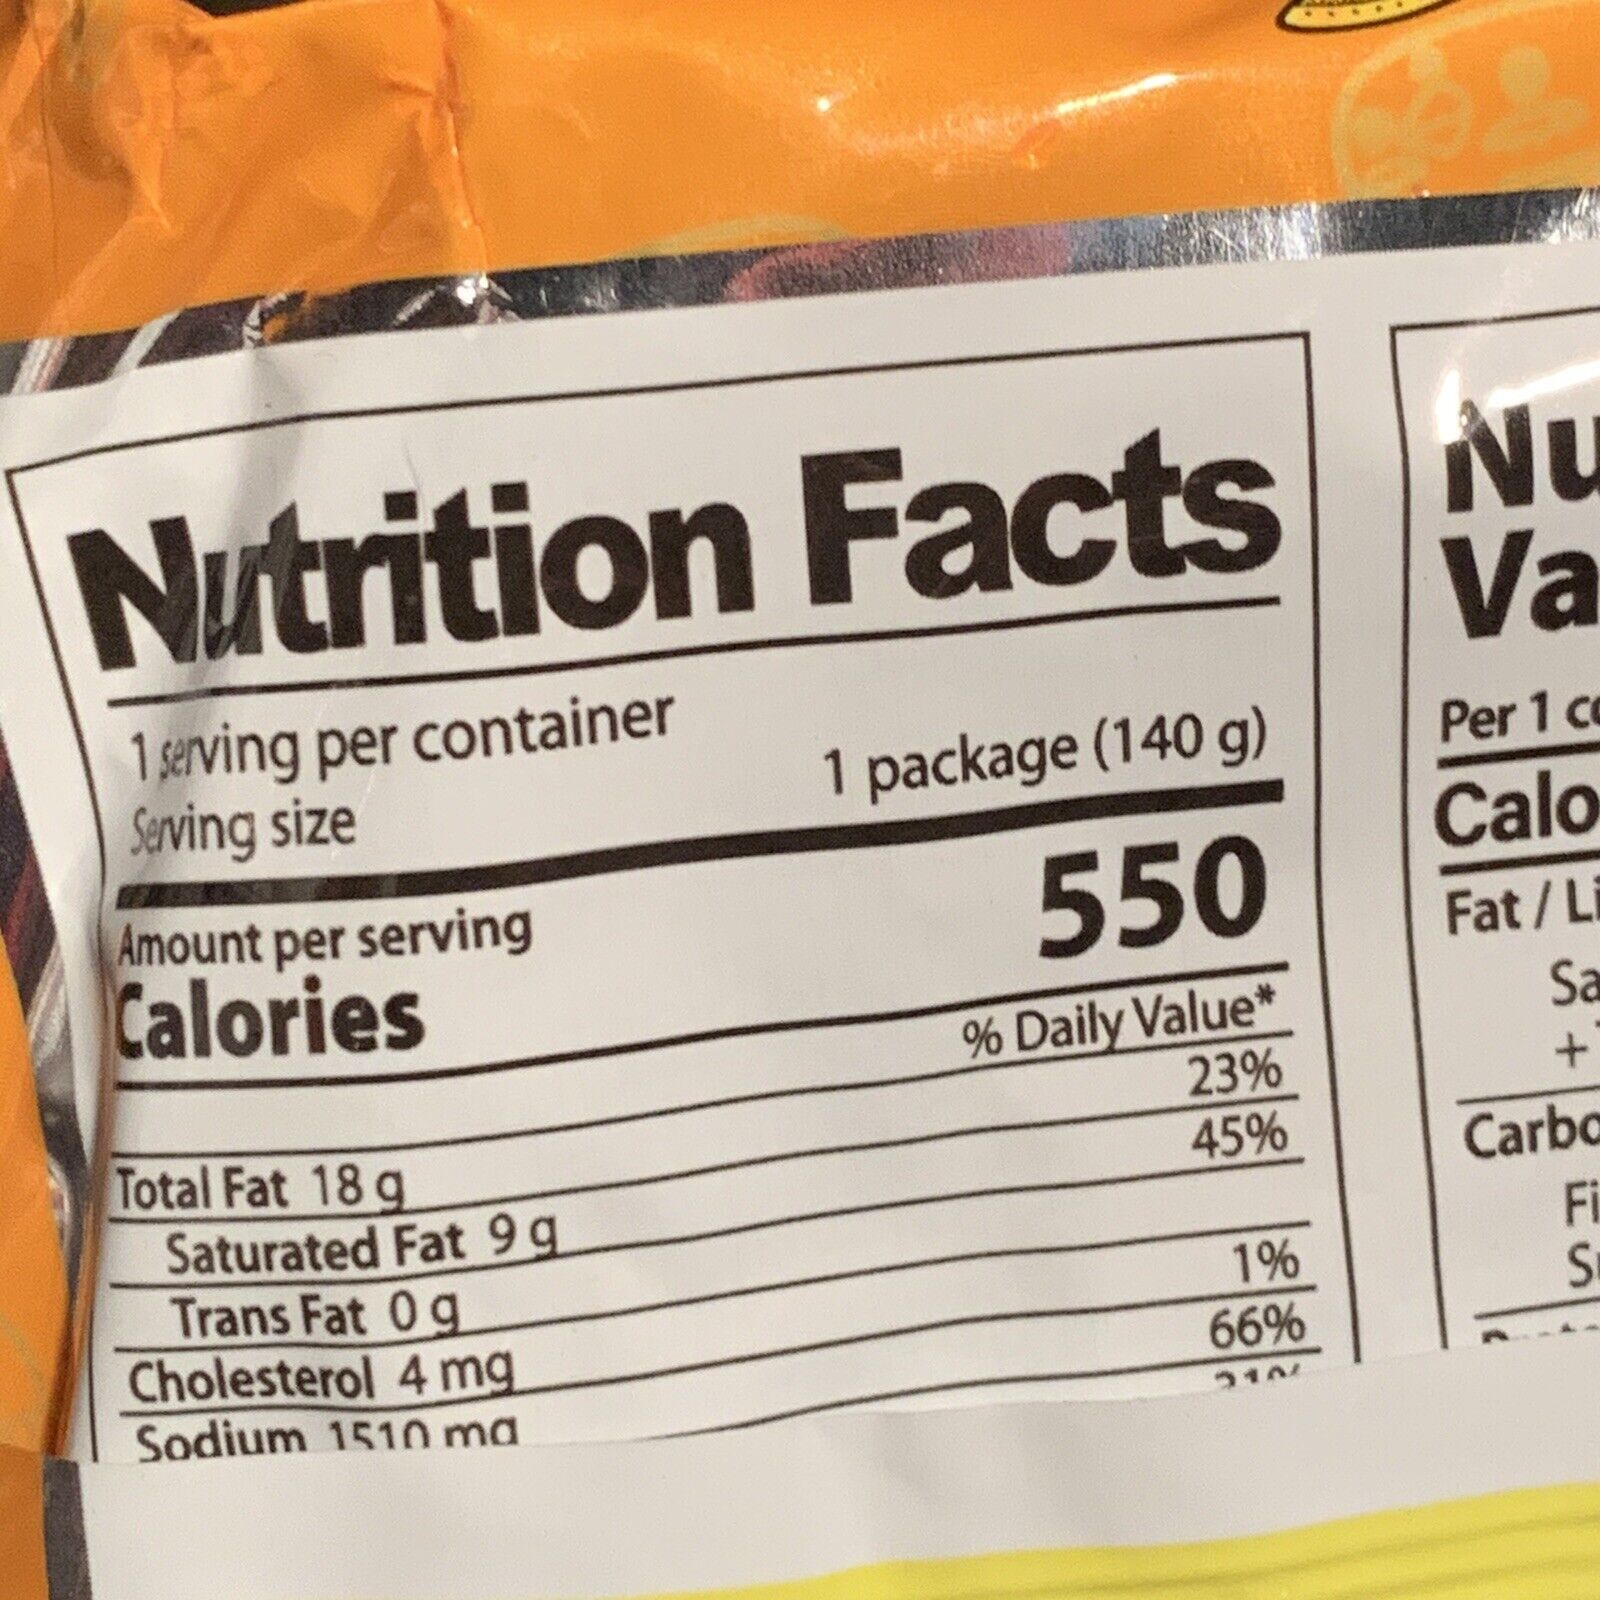 Nutrition Facts
1 serving per container
Serving size 1 package (140 g)
Amount per serving
Calories 550
% Daily Value*
Total Fat 18 g 23%
Saturated Fat 9 g 45%
Trans Fat 0 g
Cholesterol 4 mg 1%
Sodium 1510 mg 66%
Nu
Va
Per 1 c
Calo
Fat / Li
Sa
+
Carbo
Fi
S